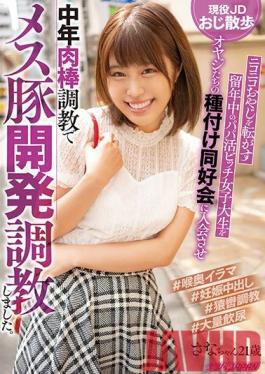 現役JD
おじ散歩
ニコニコおやじを転がす
留年中のパパ活ビッチ女子大生を
オヤジたちの
種付け同好会に入会させ
中年肉棒調教で
メス豚開発調教
しました。
#喉奥イラマ
#妊娠中出し
#大量飲尿
21歳